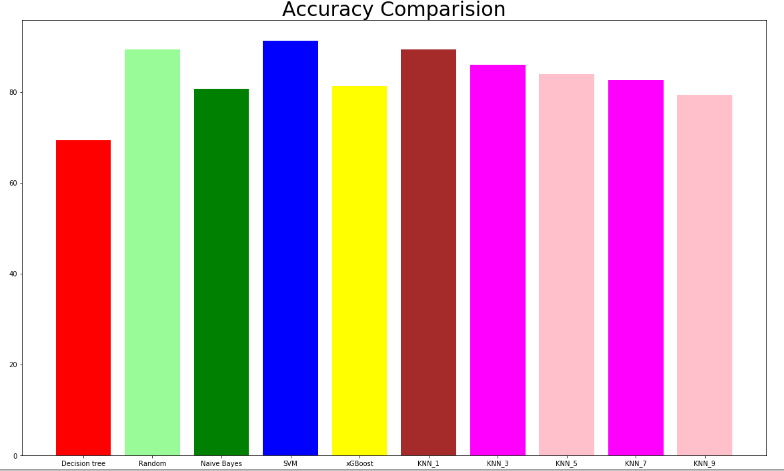 Accuracy Comparision
80
60
40
20
0
Decision tree Random Naive Bayes SVM xGBoost KNN_1 KNN_3 KNN_5 KNN_7 KNN_9